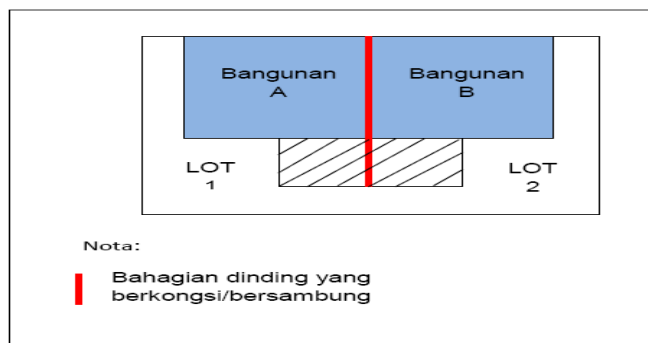 Bangunan
A
Bangunan
B
LOT
1
LOT
2
Nota:
Bahagian dinding yang
berkongsi/bersambung